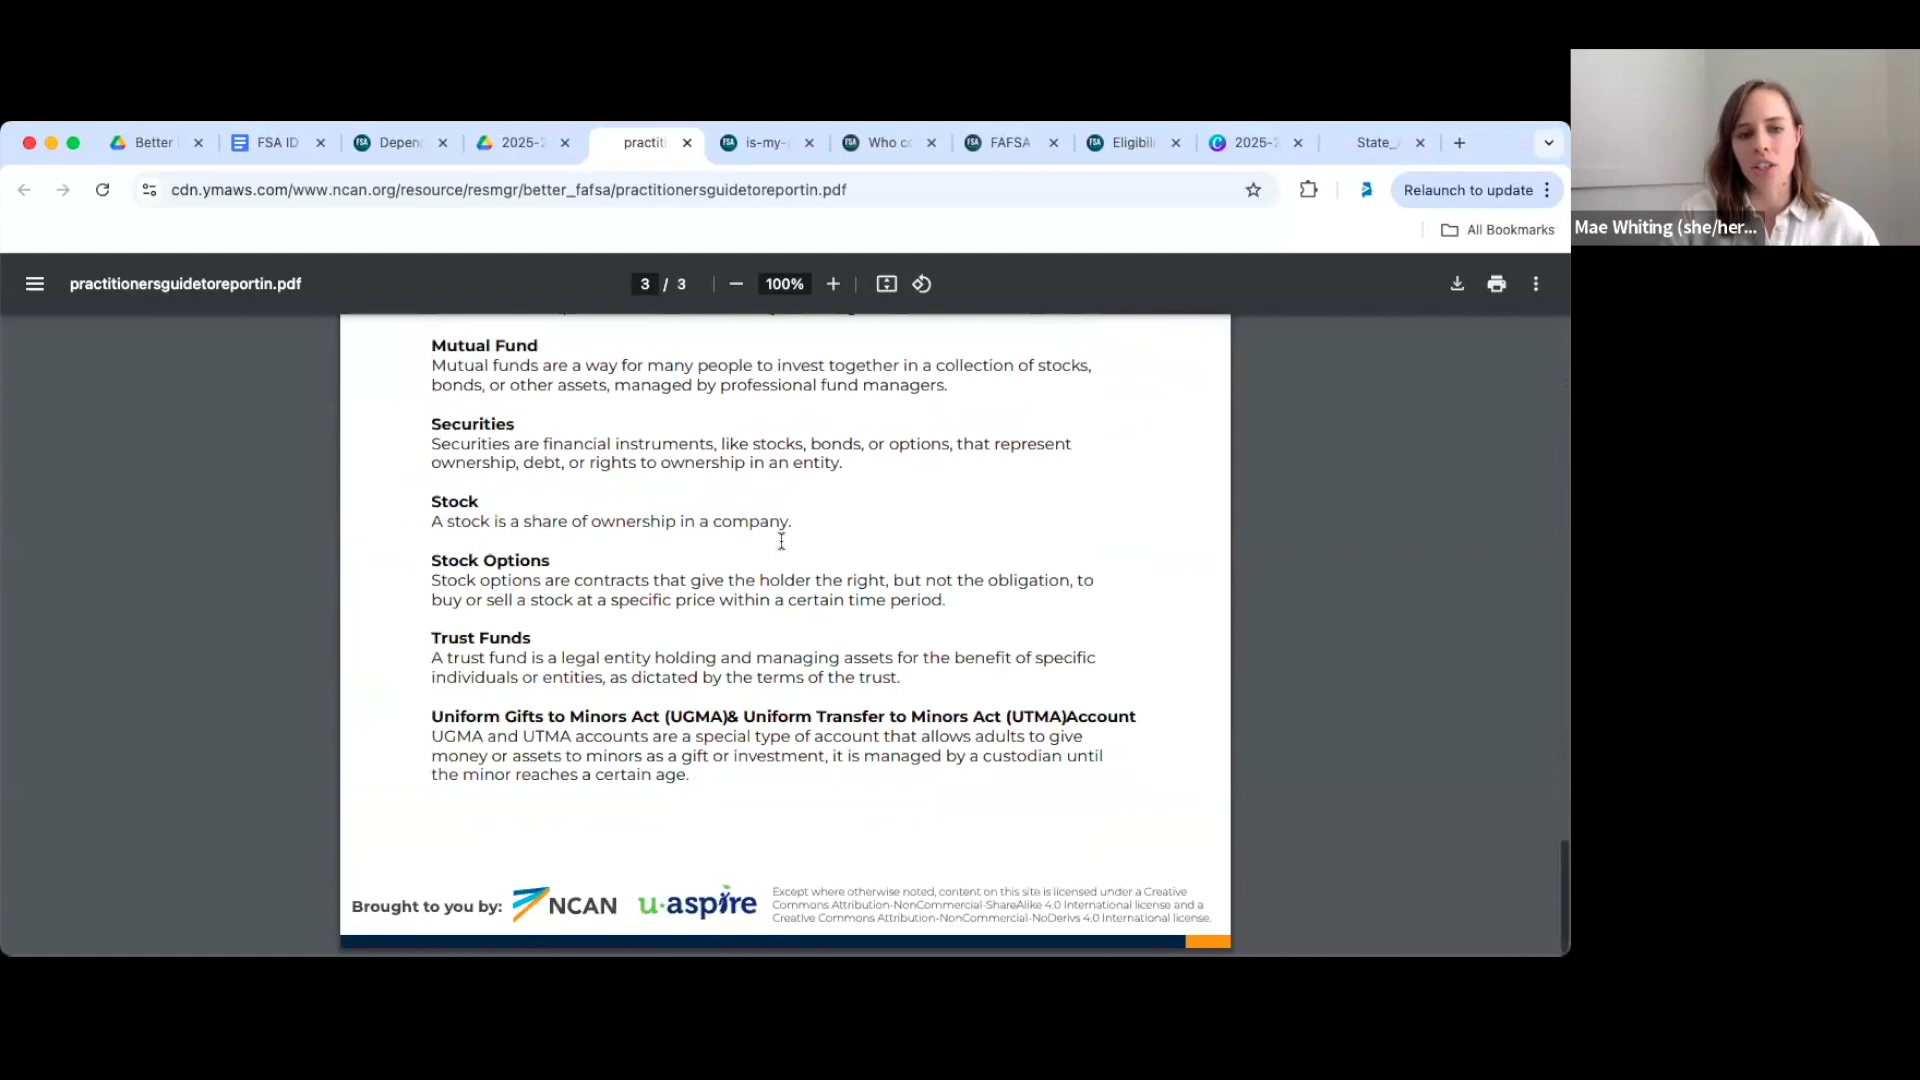 Better
FSA ID
Depen
2025-2
practiti
is-my-
Who co
FAFSA
Eligibili
2025-2
State_
cdn.ymaws.com/www.ncan.org/resource/resmgr/better_fafsa/practitionersguidetoreportin.pdf
Relaunch to update
All Bookmarks
Mae Whiting (she/her...
practitionersguidetoreportin.pdf
3 / 3
100%
Mutual Fund
Mutual funds are a way for many people to invest together in a collection of stocks,
bonds, or other assets, managed by professional fund managers.
Securities
Securities are financial instruments, like stocks, bonds, or options, that represent
ownership, debt, or rights to ownership in an entity.
Stock
A stock is a share of ownership in a company.
Stock Options
Stock options are contracts that give the holder the right, but not the obligation, to
buy or sell a stock at a specific price within a certain time period.
Trust Funds
A trust fund is a legal entity holding and managing assets for the benefit of specific
individuals or entities, as dictated by the terms of the trust.
Uniform Gifts to Minors Act (UGMA)& Uniform Transfer to Minors Act (UTMA)Account
UGMA and UTMA accounts are a special type of account that allows adults to give
money or assets to minors as a gift or investment, it is managed by a custodian until
the minor reaches a certain age.
Brought to you by:
NCAN
u·aspire
Except where otherwise noted, content on this site is licensed under a Creative
Commons Attribution-NonCommercial-ShareAlike 4.0 International license and a
Creative Commons Attribution-NonCommercial-NoDerivs 4.0 International license.